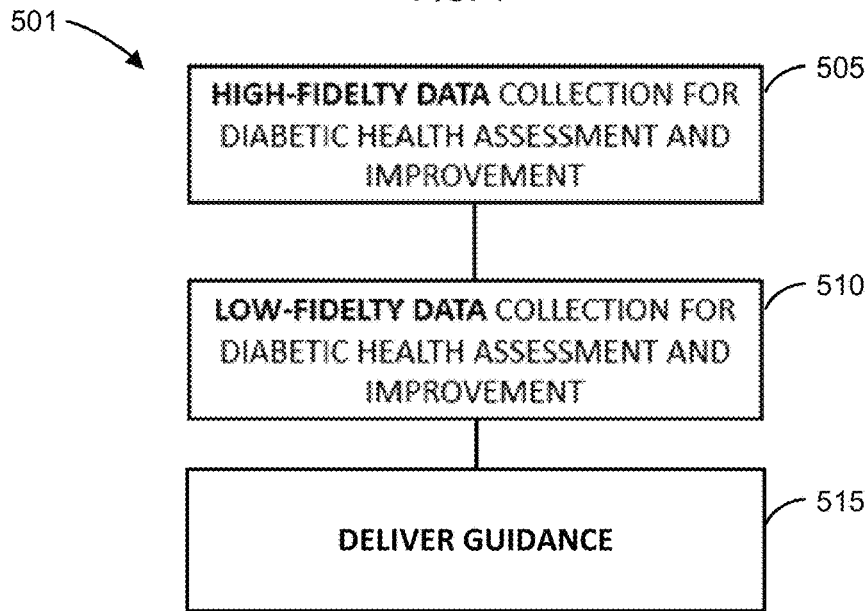 501
505
HIGH-FIDELTY DATA COLLECTION FOR
DIABETIC HEALTH ASSESSMENT AND
IMPROVEMENT
510
LOW-FIDELTY DATA COLLECTION FOR
DIABETIC HEALTH ASSESSMENT AND
IMPROVEMENT
515
DELIVER GUIDANCE